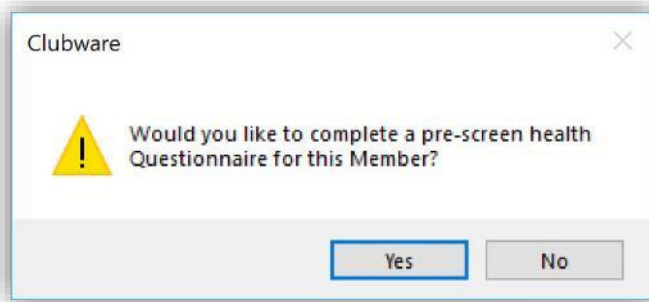 Clubware
Would you like to complete a pre-screen health
Questionnaire for this Member?
Yes
No